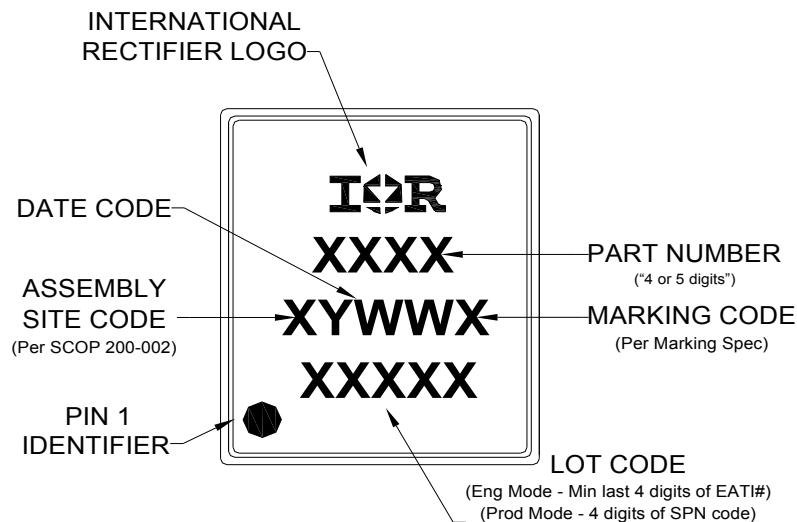 INTERNATIONAL
RECTIFIER LOGO
IOR
DATE CODE
XXXX
PART NUMBER
(“4 or 5 digits”)
ASSEMBLY
SITE CODE
(Per SCOP 200-002)
XYWWX
MARKING CODE
(Per Marking Spec)
XXXXX
PIN 1
IDENTIFIER
LOT CODE
(Eng Mode - Min last 4 digits of EATI#)
(Prod Mode - 4 digits of SPN code)